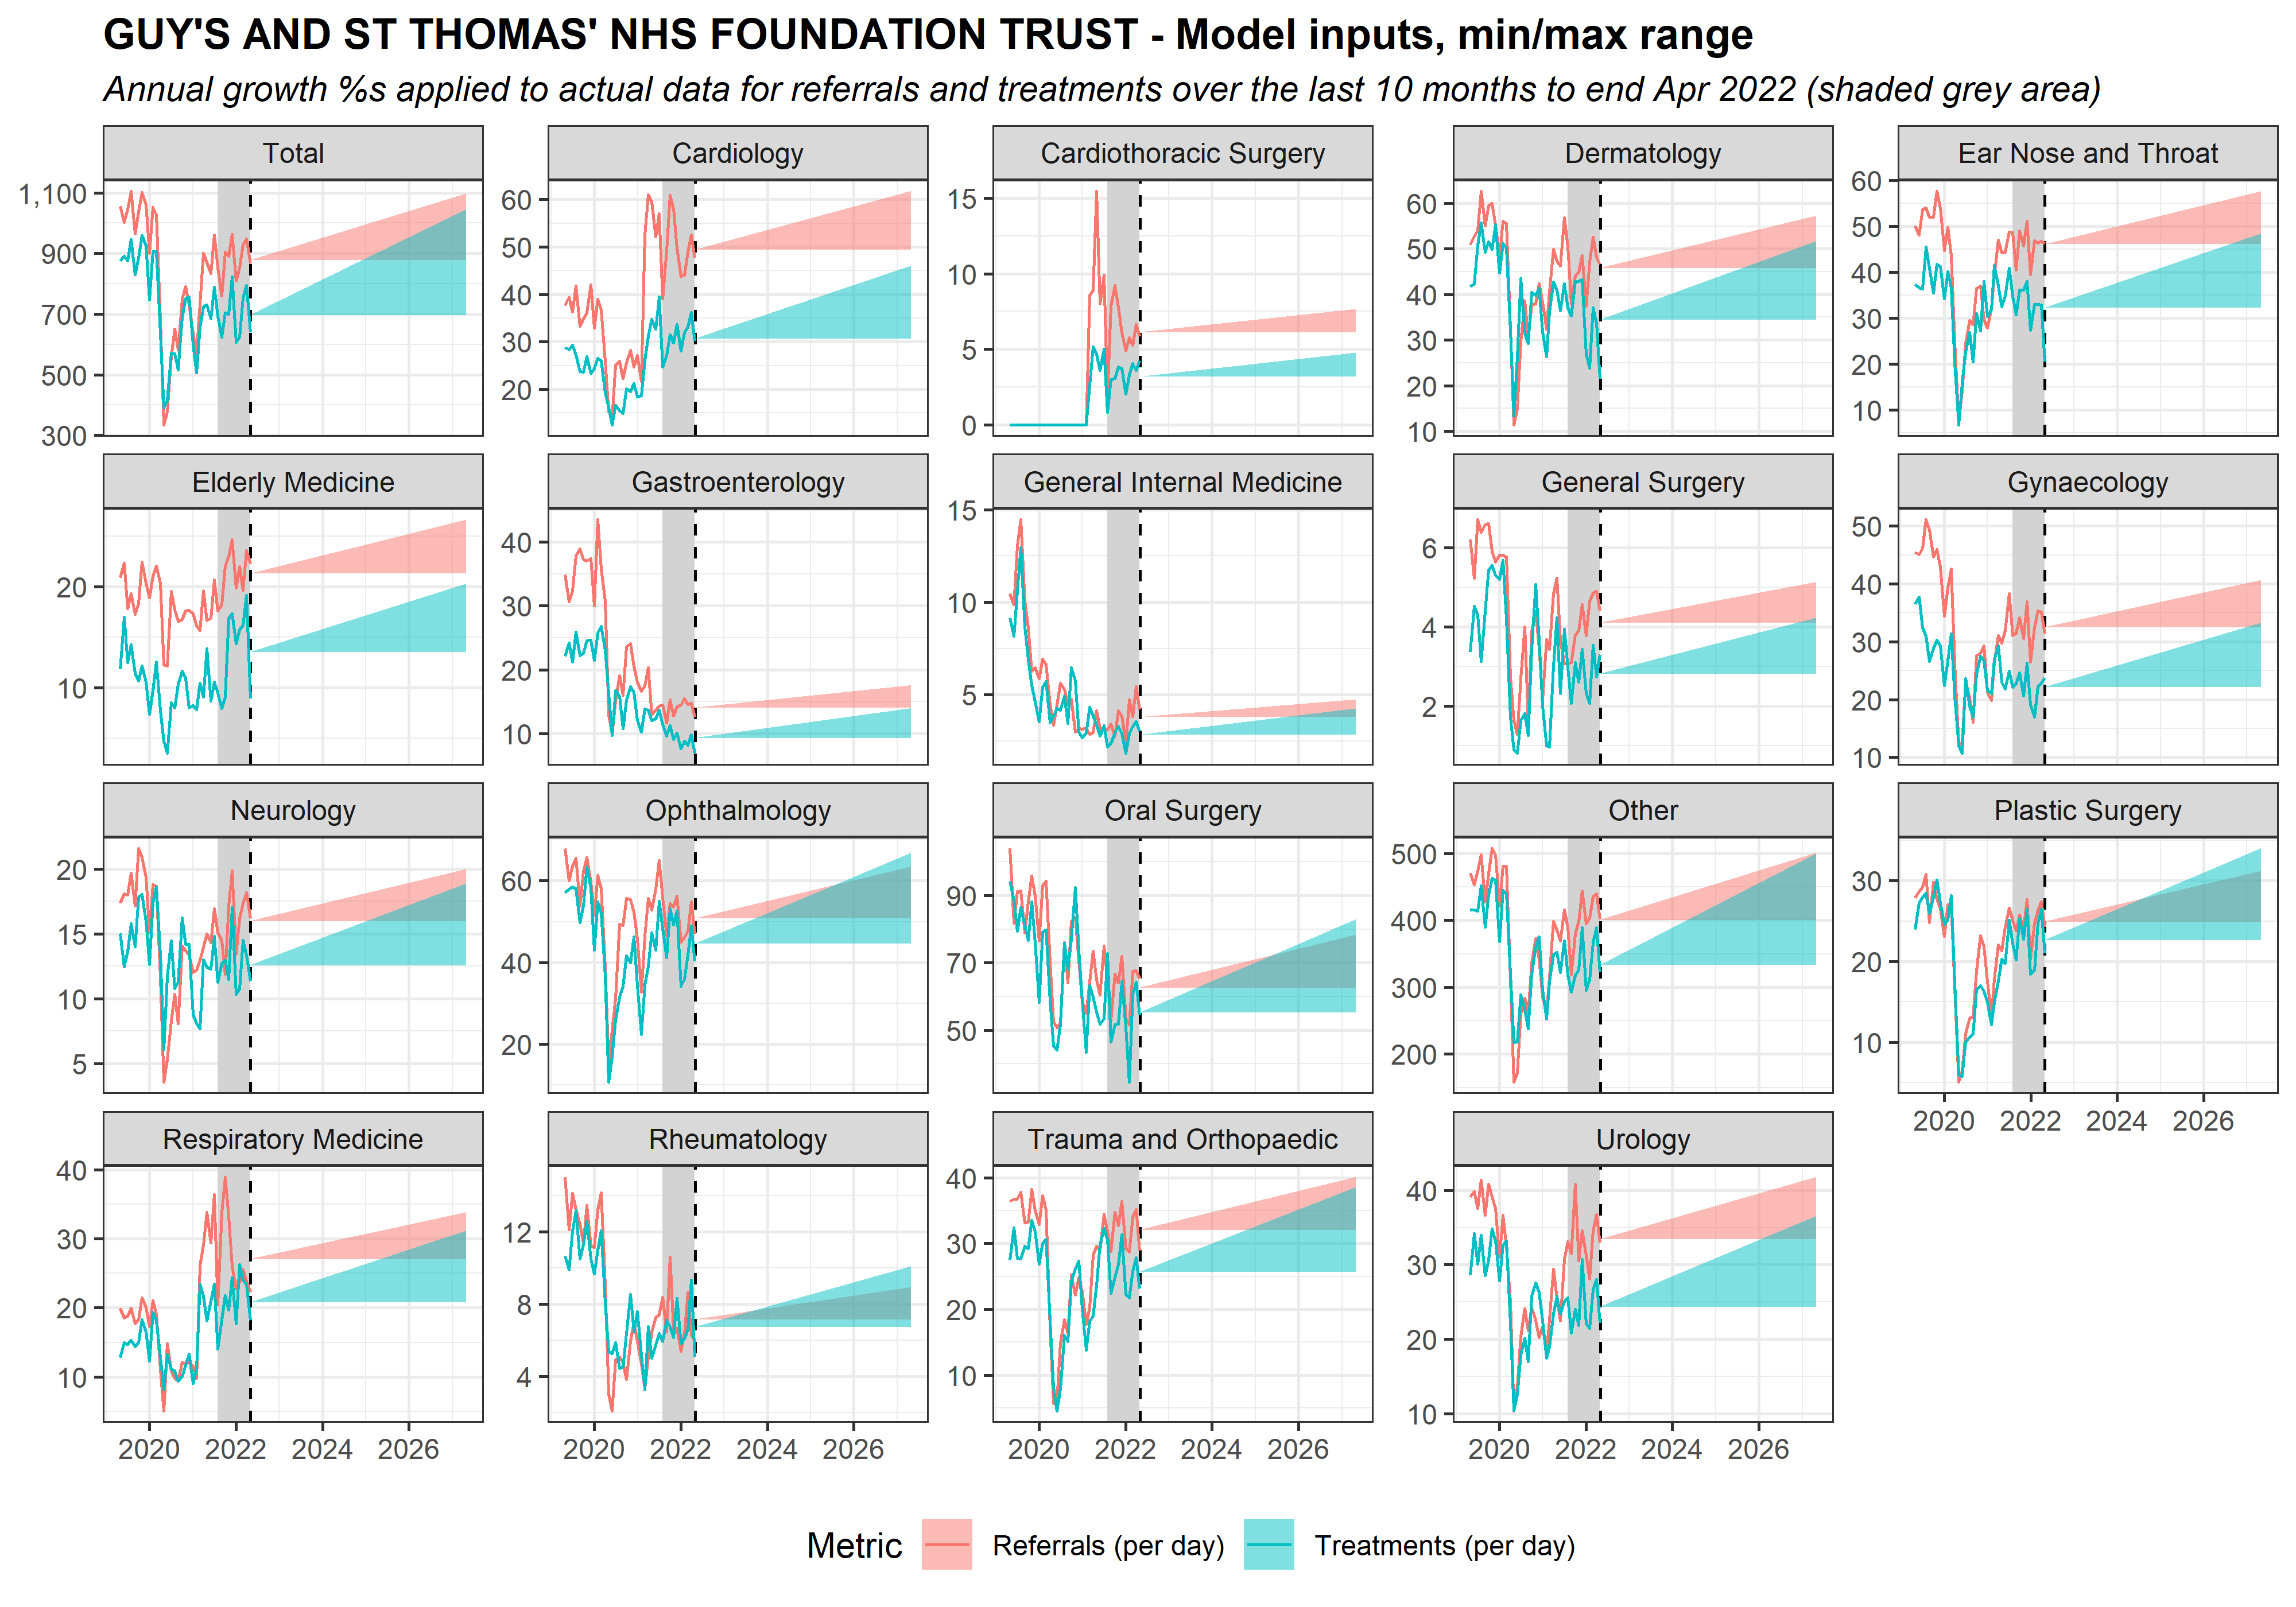 GUY'S AND ST THOMAS' NHS FOUNDATION TRUST - Model inputs, min/max range
Annual growth %s applied to actual data for referrals and treatments over the last 10 months to end Apr 2022 (shaded grey area)
Total
1,100
900
700
500
300
Cardiology
60
50
40
30
20
Cardiothoracic Surgery
15
10
5
0
Dermatology
60
50
40
30
20
10
Ear Nose and Throat
60
50
40
30
20
10
Elderly Medicine
20
10
Gastroenterology
40
30
20
10
General Internal Medicine
15
10
5
General Surgery
6
4
2
Gynaecology
50
40
30
20
10
Neurology
20
15
10
5
Ophthalmology
60
40
20
Oral Surgery
90
70
50
Other
500
400
300
200
Plastic Surgery
30
20
10
2020 2022 2024 2026
Respiratory Medicine
40
30
20
10
2020 2022 2024 2026
Rheumatology
12
8
4
2020 2022 2024 2026
Trauma and Orthopaedic
40
30
20
10
2020 2022 2024 2026
Urology
40
30
20
10
2020 2022 2024 2026
Metric Referrals (per day) Treatments (per day)